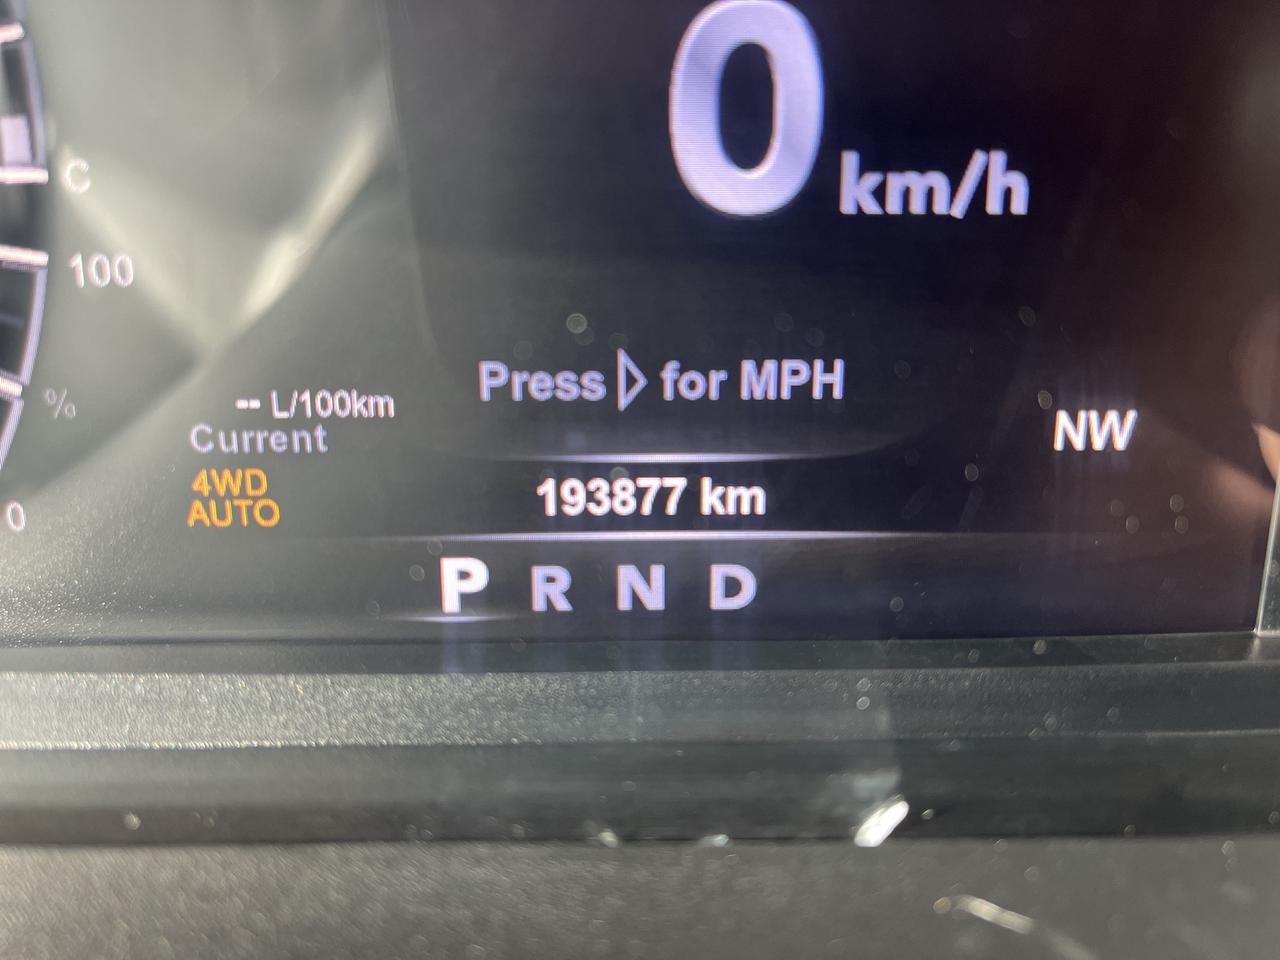 0 km/h
C
100
Press ▷ for MPH
-- L/100km
%
Current
NW
4WD
AUTO
193877 km
0
P R N D